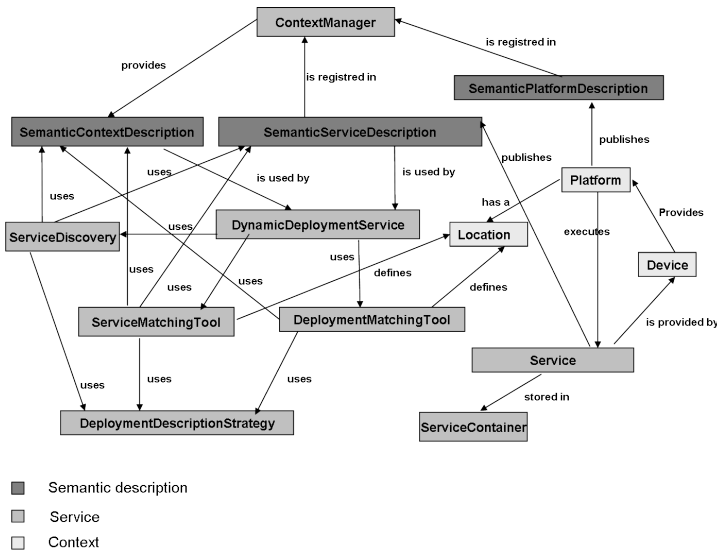 ContextManager
is registred in
provides
is registred in
SemanticPlatformDescription
SemanticContextDescription
SemanticServiceDescription
publishes
publishes
uses
is used by
is used by
Platform
uses
has a
Provides
ServiceDiscovery
uses
DynamicDeploymentService
Location
executes
uses
defines
Device
uses
uses
uses
defines
ServiceMatchingTool
DeploymentMatchingTool
is provided by
Service
uses
uses
uses
stored in
DeploymentDescriptionStrategy
ServiceContainer
Semantic description
Service
Context